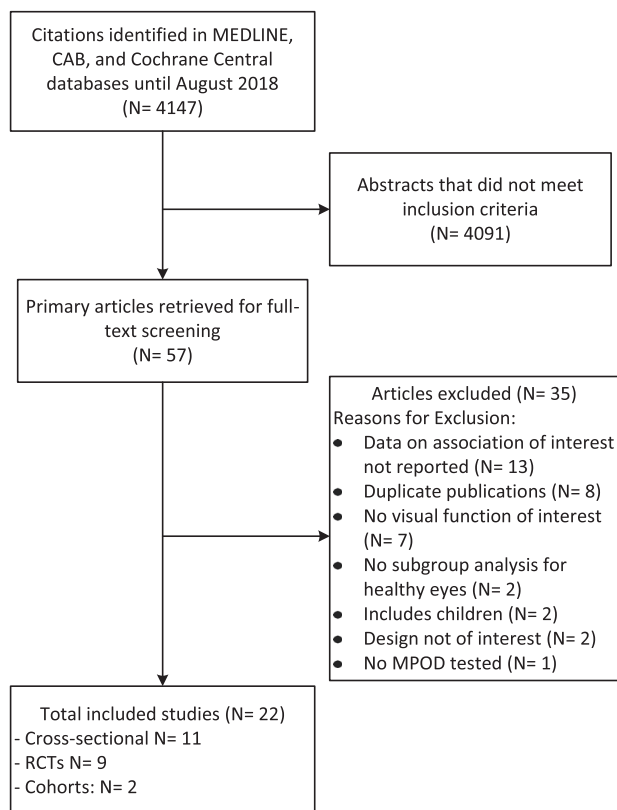 Citations identified in MEDLINE,
CAB, and Cochrane Central
databases until August 2018
(N= 4147)
Abstracts that did not meet
inclusion criteria
(N= 4091)
Primary articles retrieved for full-
text screening
(N= 57)
Articles excluded (N= 35)
Reasons for Exclusion:
● Data on association of interest
not reported (N= 13)
● Duplicate publications (N= 8)
● No visual function of interest
(N= 7)
● No subgroup analysis for
healthy eyes (N= 2)
● Includes children (N= 2)
● Design not of interest (N= 2)
● No MPOD tested (N= 1)
Total included studies (N= 22)
- Cross-sectional N= 11
- RCTs N= 9
- Cohorts: N= 2